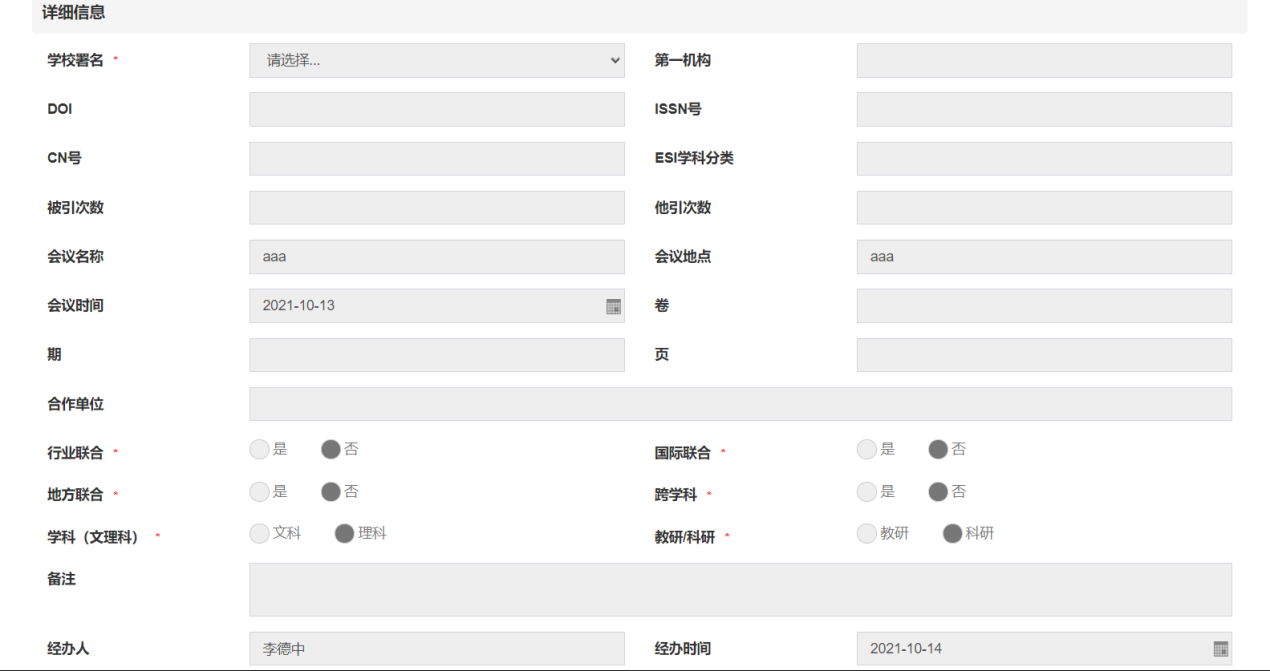 详细信息
学校署名 * 请选择... 第一机构
DOI ISSN号
CN号 ESI学科分类
被引次数 他引次数
会议名称 aaa 会议地点 aaa
会议时间 2021-10-13 卷
期 页
合作单位
行业联合 * 是 否 国际联合 * 是 否
地方联合 * 是 否 跨学科 * 是 否
学科（文理科） * 文科 理科 教研/科研 * 教研 科研
备注
经办人 李德中 经办时间 2021-10-14